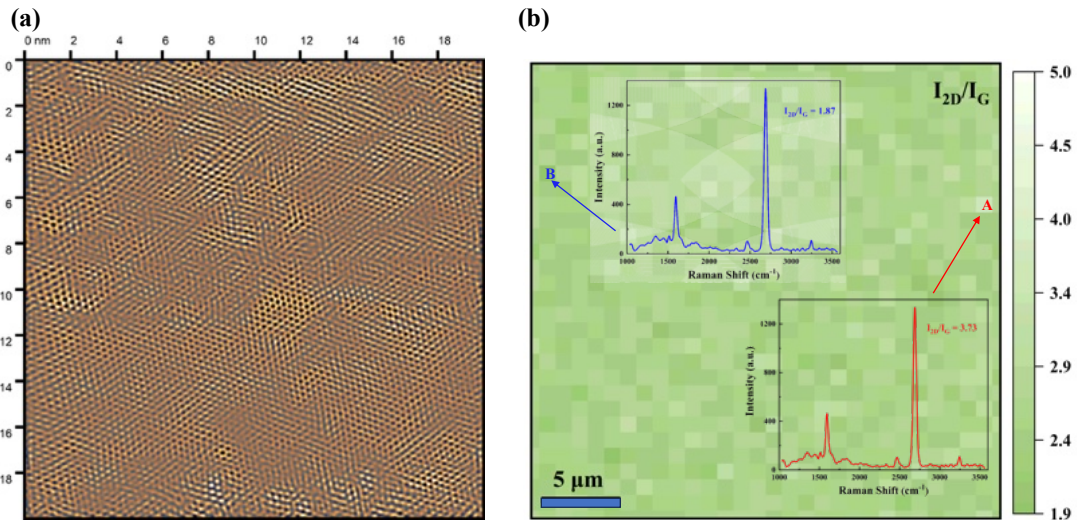 (a)
0 nm 2 4 6 8 10 12 14 16 18
0
2
4
6
8
10
12
14
16
18
(b)
I2D/IG
B
A
1200
800
400
0
Intensity (a.u.)
I2D/IG = 1.87
1000 1500 2000 2500 3000 3500
Raman Shift (cm-1)
1200
800
400
0
Intensity (a.u.)
I2D/IG = 3.73
1000 1500 2000 2500 3000 3500
Raman Shift (cm-1)
5 μm
5.0
4.5
4.0
3.4
2.9
2.4
1.9